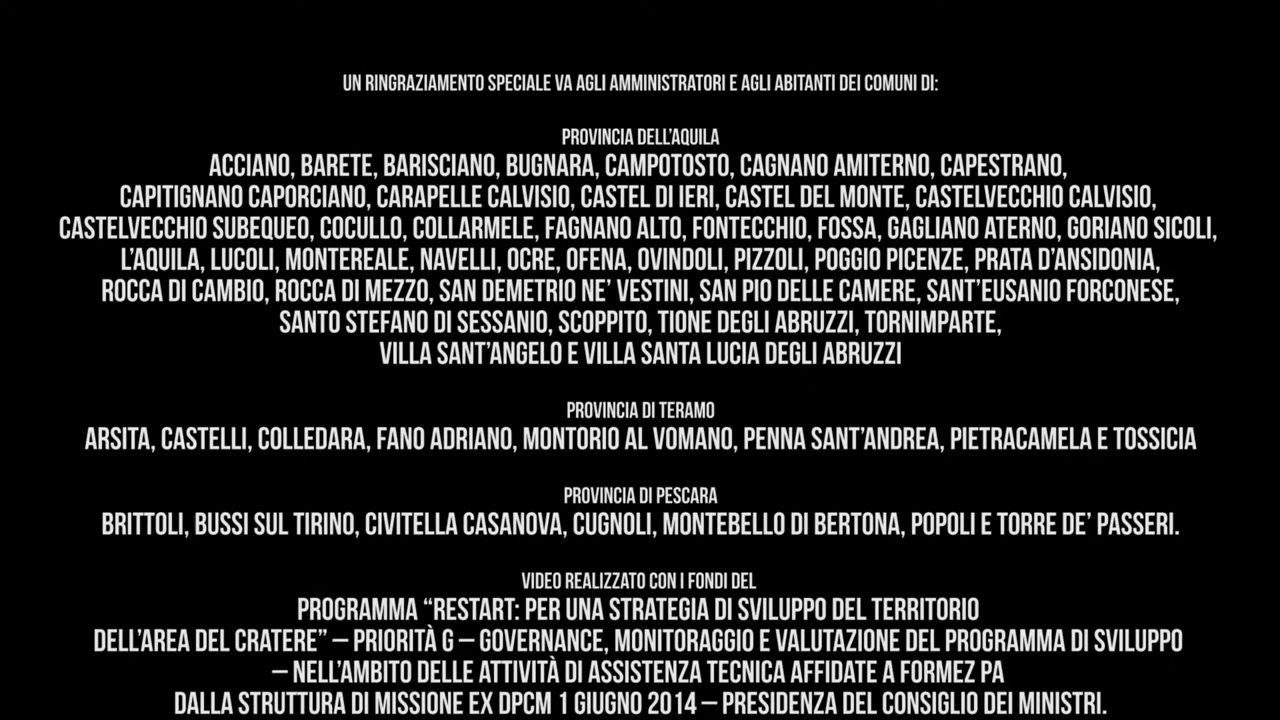 UN RINGRAZIAMENTO SPECIALE VA AGLI AMMINISTRATORI E AGLI ABITANTI DEI COMUNI DI:
PROVINCIA DELL'AQUILA
ACCIANO, BARETE, BARISCIANO, BUGNARA, CAMPOTOSTO, CAGNANO AMITERNO, CAPESTRANO,
CAPITIGNANO CAPORCIANO, CARAPELLE CALVISIO, CASTEL DI IERI, CASTEL DEL MONTE, CASTELVECCHIO CALVISIO,
CASTELVECCHIO SUBEQUEO, COCULLO, COLLARMELE, FAGNANO ALTO, FONTECCHIO, FOSSA, GAGLIANO ATERNO, GORIANO SICOLI,
L'AQUILA, LUCOLI, MONTEREALE, NAVELLI, OCRE, OFENA, OVINDOLI, PIZZOLI, POGGIO PICENZE, PRATA D'ANSIDONIA,
ROCCA DI CAMBIO, ROCCA DI MEZZO, SAN DEMETRIO NE' VESTINI, SAN PIO DELLE CAMERE, SANT'EUSANIO FORCONESE,
SANTO STEFANO DI SESSANIO, SCOPPITO, TIONE DEGLI ABRUZZI, TORNIMPARTE,
VILLA SANT'ANGELO E VILLA SANTA LUCIA DEGLI ABRUZZI
PROVINCIA DI TERAMO
ARSITA, CASTELLI, COLLEDARA, FANO ADRIANO, MONTORIO AL VOMANO, PENNA SANT'ANDREA, PIETRACAMELA E TOSSICIA
PROVINCIA DI PESCARA
BRITTOLI, BUSSI SUL TIRINO, CIVITELLA CASANOVA, CUGNOLI, MONTEBELLO DI BERTONA, POPOLI E TORRE DE' PASSERI.
VIDEO REALIZZATO CON I FONDI DEL
PROGRAMMA “RESTART: PER UNA STRATEGIA DI SVILUPPO DEL TERRITORIO
DELL'AREA DEL CRATERE” – PRIORITÀ G – GOVERNANCE, MONITORAGGIO E VALUTAZIONE DEL PROGRAMMA DI SVILUPPO
– NELL'AMBITO DELLE ATTIVITÀ DI ASSISTENZA TECNICA AFFIDATE A FORMEZ PA
DALLA STRUTTURA DI MISSIONE EX DPCM 1 GIUGNO 2014 – PRESIDENZA DEL CONSIGLIO DEI MINISTRI.